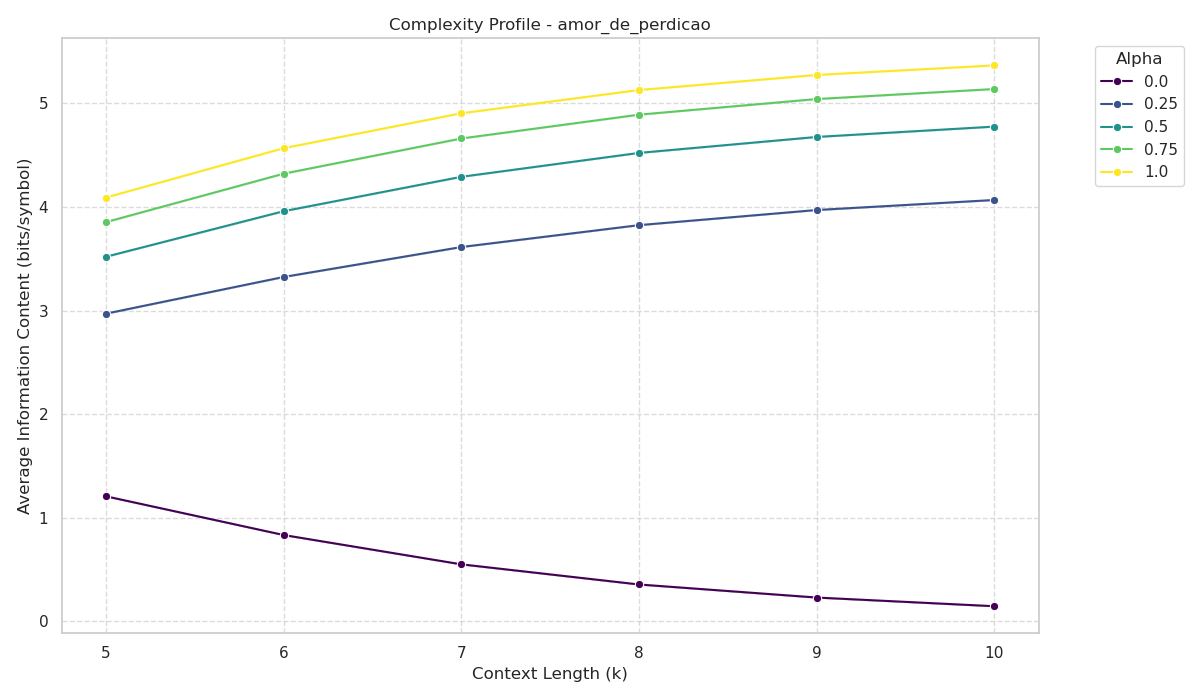 Complexity Profile - amor_de_perdicao
Alpha
0.0
0.25
0.5
0.75
1.0
Average Information Content (bits/symbol)
5
4
3
2
1
0
5 6 7 8 9 10
Context Length (k)